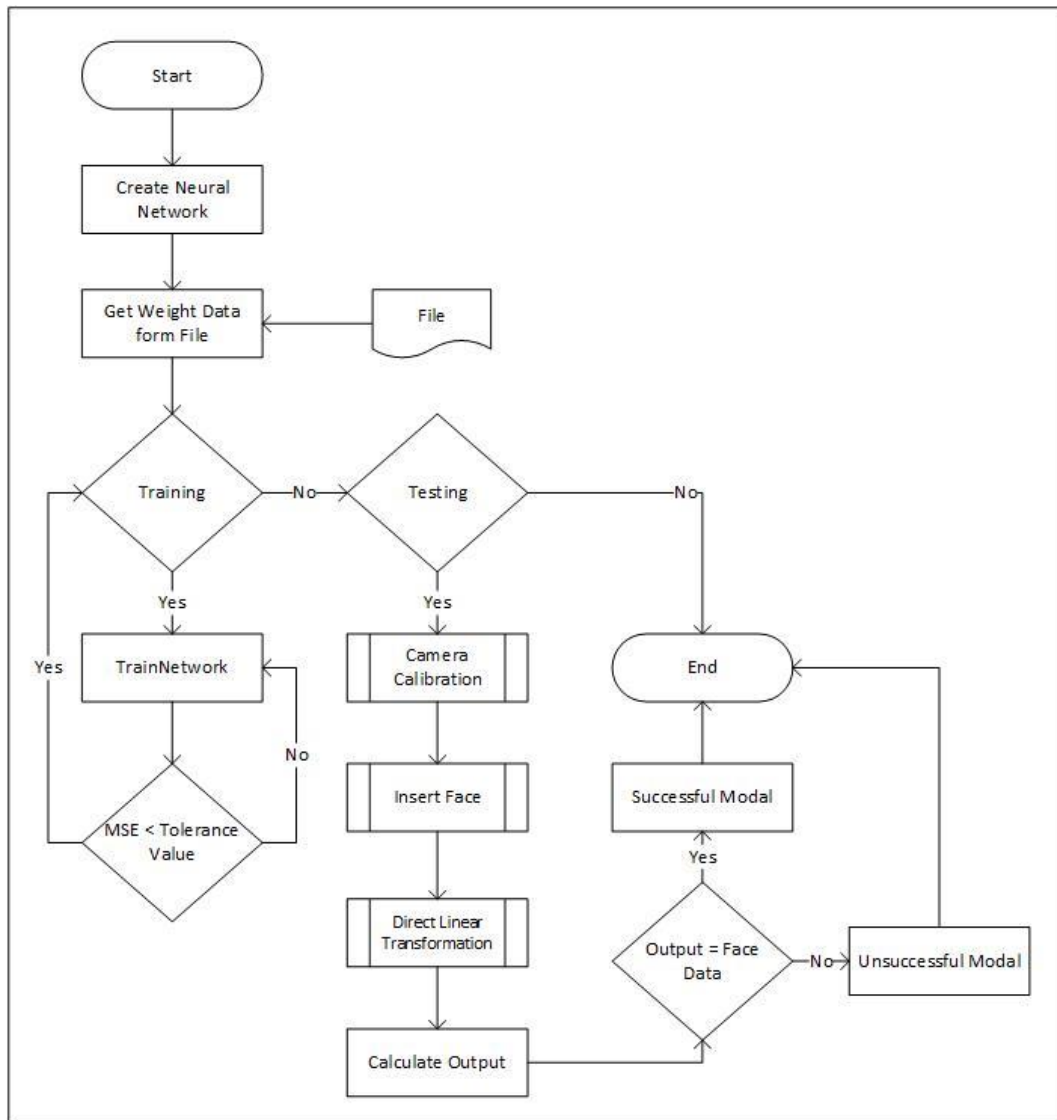 Start
Create Neural
Network
Get Weight Data
form File
File
Training
No
Testing
No
Yes
Yes
TrainNetwork
Camera
Calibration
End
Yes
No
MSE < Tolerance
Value
Insert Face
Successful Modal
Yes
Direct Linear
Transformation
Output = Face
Data
No
Unsuccessful Modal
Calculate Output